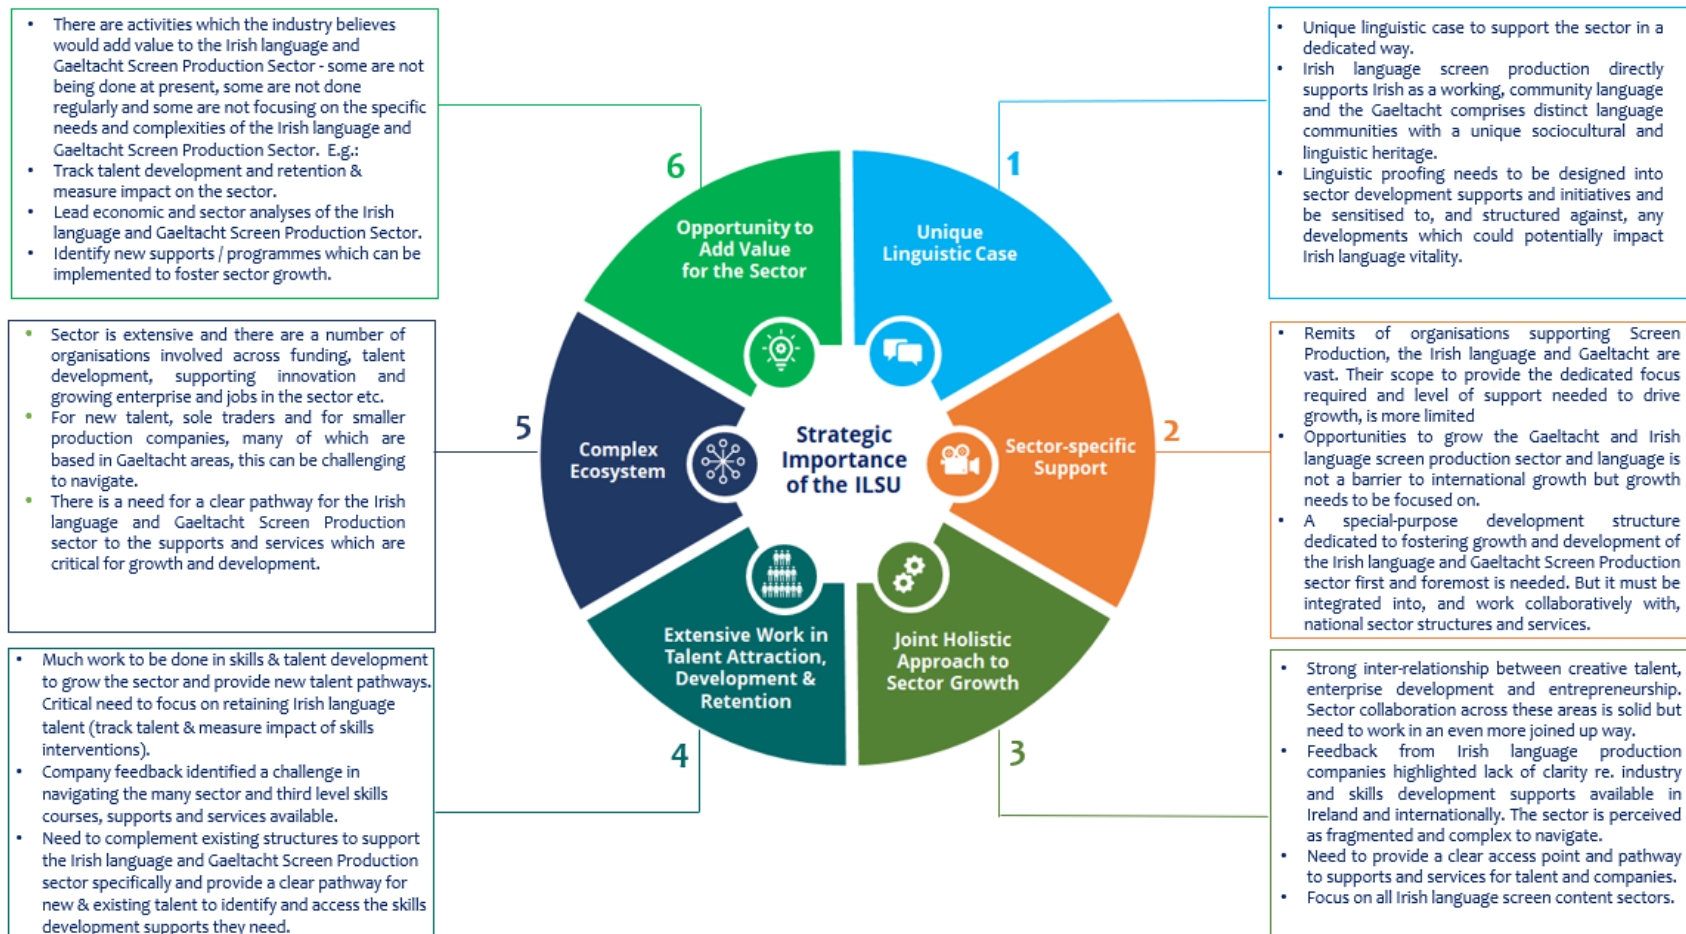 • There are activities which the industry believes
would add value to the Irish language and
Gaeltacht Screen Production Sector - some are not
being done at present, some are not done
regularly and some are not focusing on the specific
needs and complexities of the Irish language and
Gaeltacht Screen Production Sector. E.g.:
• Track talent development and retention &
measure impact on the sector.
• Lead economic and sector analyses of the Irish
language and Gaeltacht Screen Production Sector.
• Identify new supports / programmes which can be
implemented to foster sector growth.
• Sector is extensive and there are a number of
organisations involved across funding, talent
development, supporting innovation and
growing enterprise and jobs in the sector etc.
• For new talent, sole traders and for smaller
production companies, many of which are
based in Gaeltacht areas, this can be challenging
to navigate.
• There is a need for a clear pathway for the Irish
language and Gaeltacht Screen Production
sector to the supports and services which are
critical for growth and development.
• Much work to be done in skills & talent development
to grow the sector and provide new talent pathways.
Critical need to focus on retaining Irish language
talent (track talent & measure impact of skills
interventions).
• Company feedback identified a challenge in
navigating the many sector and third level skills
courses, supports and services available.
• Need to complement existing structures to support
the Irish language and Gaeltacht Screen Production
sector specifically and provide a clear pathway for
new & existing talent to identify and access the skills
development supports they need.
6
1
Opportunity to
Add Value
for the Sector
Unique
Linguistic Case
5
Complex
Ecosystem
Strategic
Importance
of the ILSU
Sector-specific
Support
2
Extensive Work in
Talent Attraction,
Development &
Retention
Joint Holistic
Approach to
Sector Growth
4
3
• Unique linguistic case to support the sector in a
dedicated way.
• Irish language screen production directly
supports Irish as a working, community language
and the Gaeltacht comprises distinct language
communities with a unique sociocultural and
linguistic heritage.
• Linguistic proofing needs to be designed into
sector development supports and initiatives and
be sensitised to, and structured against, any
developments which could potentially impact
Irish language vitality.
• Remits of organisations supporting Screen
Production, the Irish language and Gaeltacht are
vast. Their scope to provide the dedicated focus
required and level of support needed to drive
growth, is more limited
• Opportunities to grow the Gaeltacht and Irish
language screen production sector and language is
not a barrier to international growth but growth
needs to be focused on.
• A special-purpose development structure
dedicated to fostering growth and development of
the Irish language and Gaeltacht Screen Production
sector first and foremost is needed. But it must be
integrated into, and work collaboratively with,
national sector structures and services.
• Strong inter-relationship between creative talent,
enterprise development and entrepreneurship.
Sector collaboration across these areas is solid but
need to work in an even more joined up way.
• Feedback from Irish language production
companies highlighted lack of clarity re. industry
and skills development supports available in
Ireland and internationally. The sector is perceived
as fragmented and complex to navigate.
• Need to provide a clear access point and pathway
to supports and services for talent and companies.
• Focus on all Irish language screen content sectors.